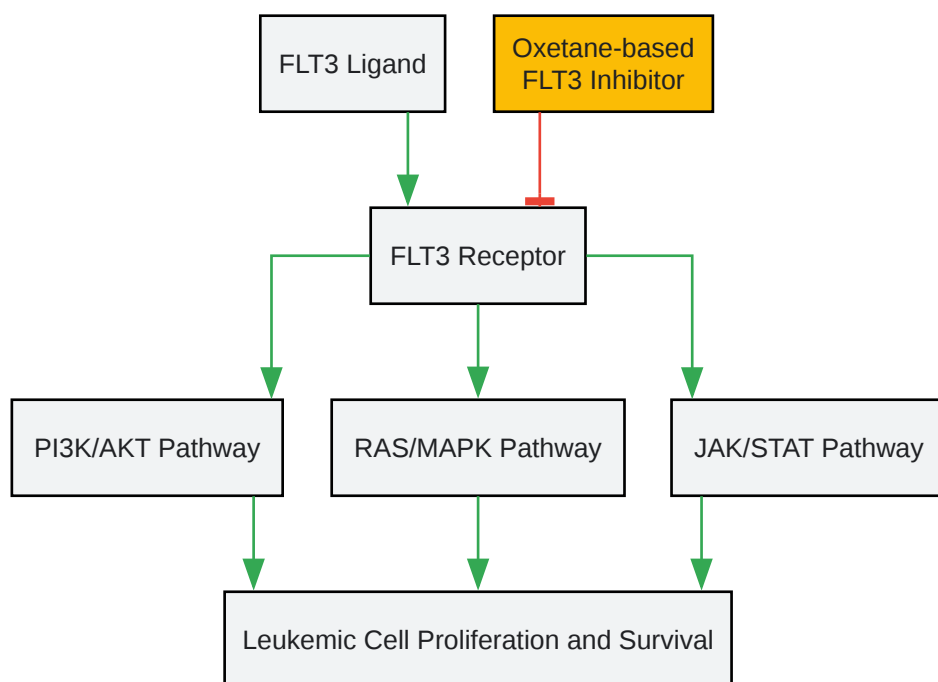 FLT3 Ligand
Oxetane-based
FLT3 Inhibitor
FLT3 Receptor
PI3K/AKT Pathway
RAS/MAPK Pathway
JAK/STAT Pathway
Leukemic Cell Proliferation and Survival